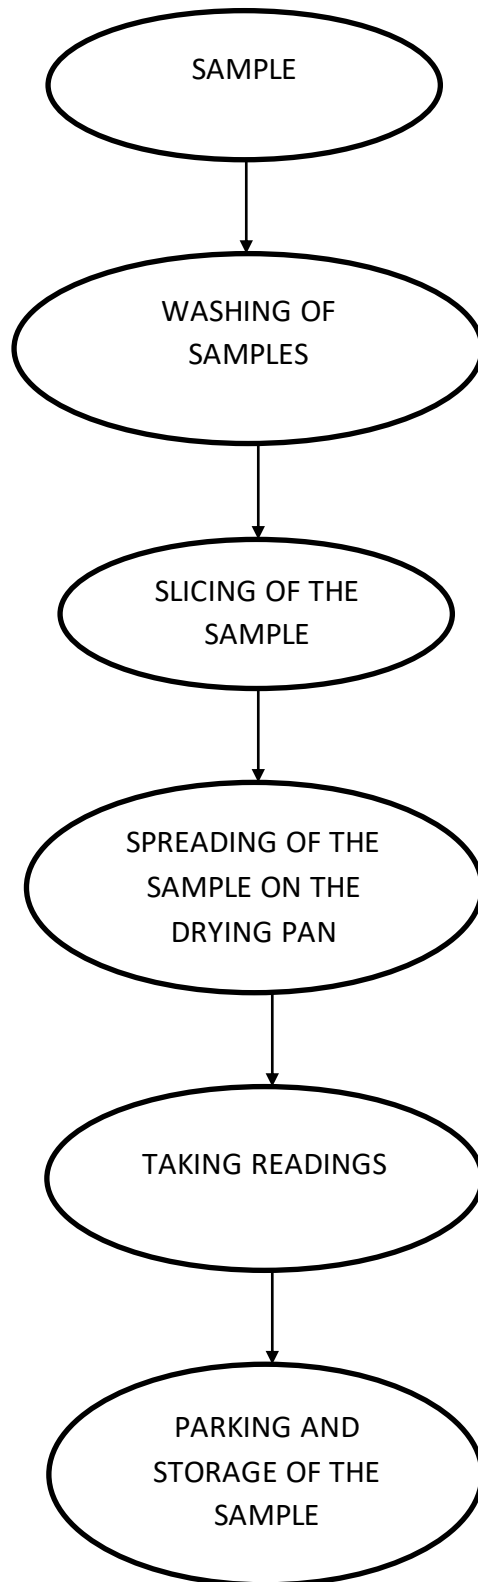 SAMPLE
WASHING OF
SAMPLES
SLICING OF THE
SAMPLE
SPREADING OF THE
SAMPLE ON THE
DRYING PAN
TAKING READINGS
PARKING AND
STORAGE OF THE
SAMPLE